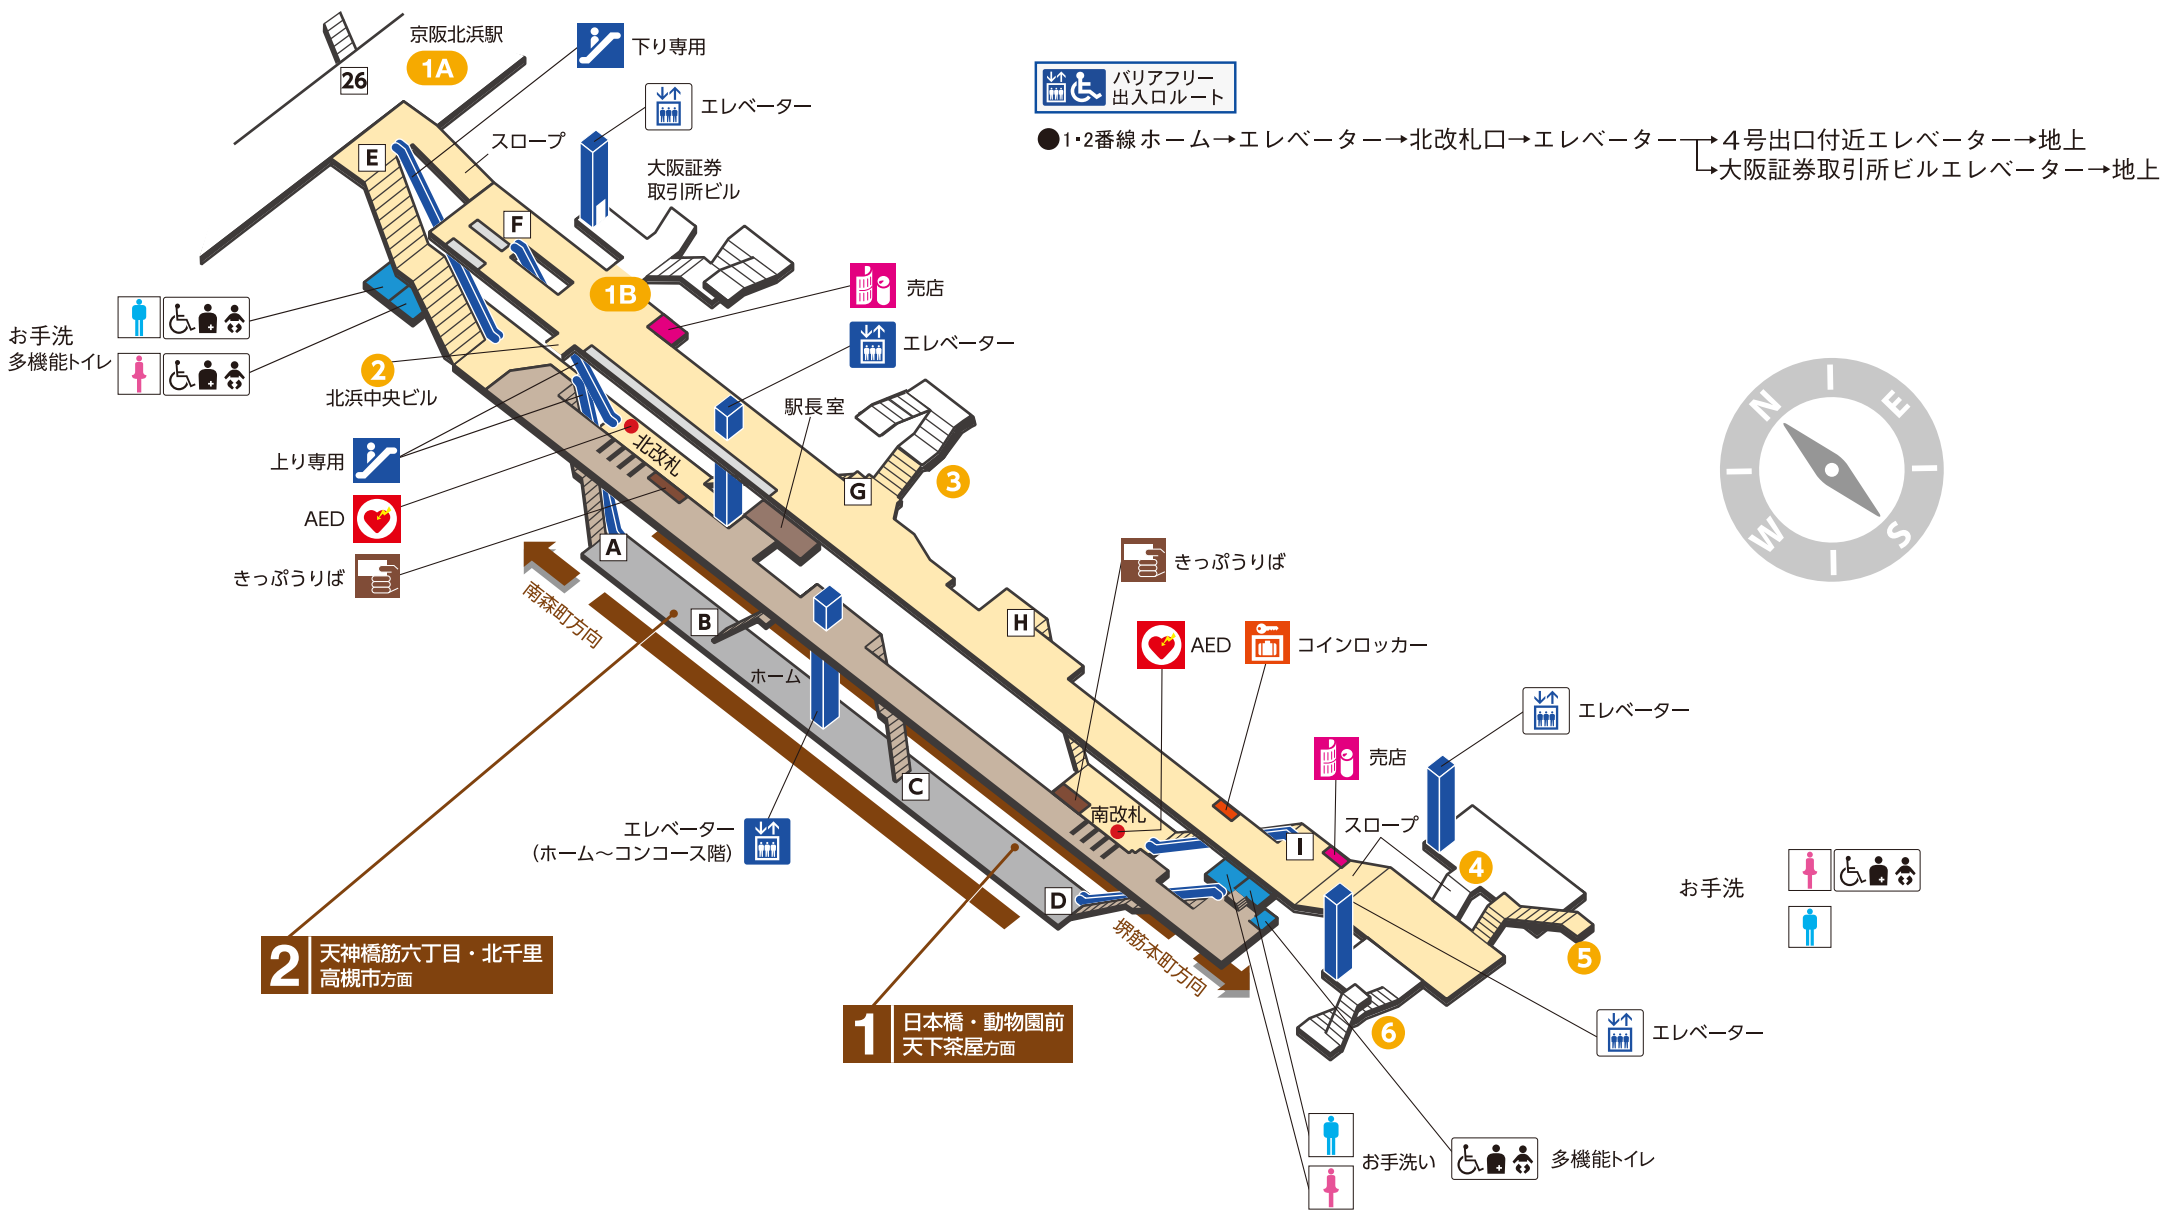 京阪北浜駅
1A
26
下り専用
エレベーター
スロープ
大阪証券
取引所ビル
E
F
1B
バリアフリー
出入口ルート
●1・2番線 ホーム→エレベーター→北改札口→エレベーター→4号出口付近エレベーター→地上
→大阪証券取引所ビルエレベーター→地上
お手洗
多機能トイレ
2
北浜中央ビル
売店
エレベーター
駅長室
上り専用
AED
きっぷうりば
北改札
G
3
N
E
S
W
A
南森町方向
B
ホーム
C
H
きっぷうりば
AED
コインロッカー
エレベーター
売店
スロープ
南改札
I
4
5
お手洗
エレベーター
(ホーム～コンコース階)
D
堺筋本町方向
2
天神橋筋六丁目・北千里
高槻市方面
1
日本橋・動物園前
天下茶屋方面
6
エレベーター
お手洗い
多機能トイレ